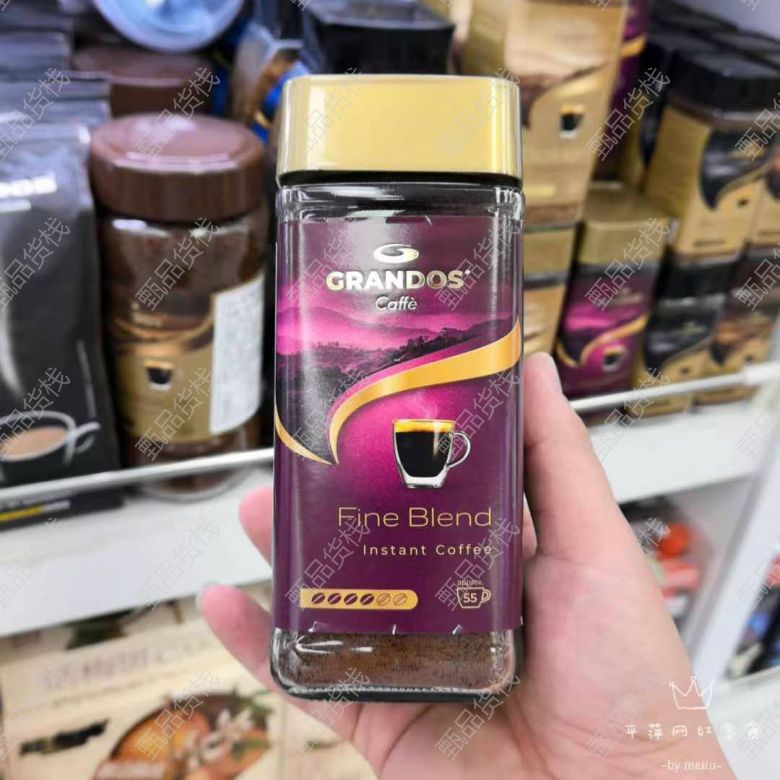 GRANDOS
Caffè
Fine Blend
Instant Coffee
approx.
55
平萍网红零食
-by meitu-
甄品货栈